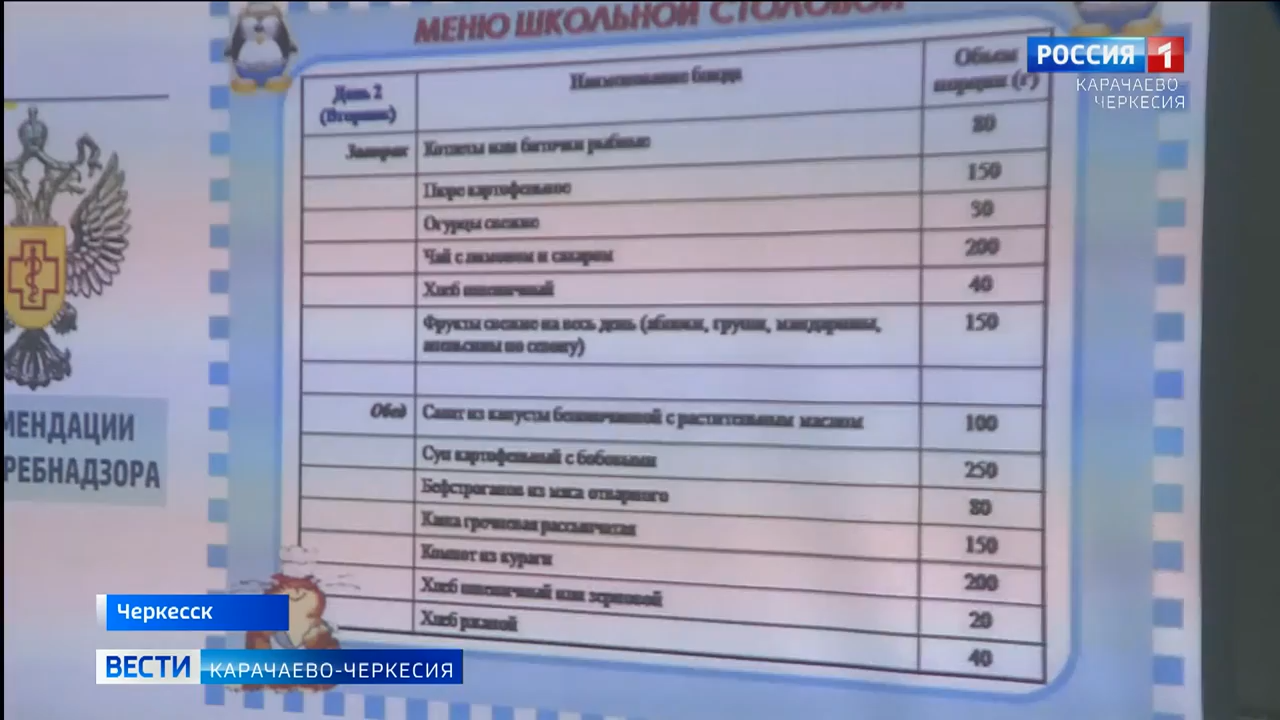 МЕНЮ ШКОЛЬНОЙ СТОЛОВОЙ
РОССИЯ 1
КАРАЧАЕВО
ЧЕРКЕСИЯ
День 2
(Вторник)
Наименование блюда
Объем
порции (г)
Завтрак Котлеты или биточки рыбные 80
Пюре картофельное 150
Огурцы свежие 30
Чай с лимоном и сахаром 200
Хлеб пшеничный 40
Фрукты свежие на весь день (яблоки, груши, мандарины, 150
апельсины по сезону)
Обед Салат из капусты белокочанной с растительным маслом 100
Суп картофельный с бобовыми 250
Бефстроганов из мяса отварного 80
Каша гречневая рассыпчатая 150
Компот из кураги 200
Хлеб пшеничный или зерновой 20
Хлеб ржаной 40
МЕНДАЦИИ
РЕБНАДЗОРА
Черкесск
ВЕСТИ КАРАЧАЕВО-ЧЕРКЕСИЯ